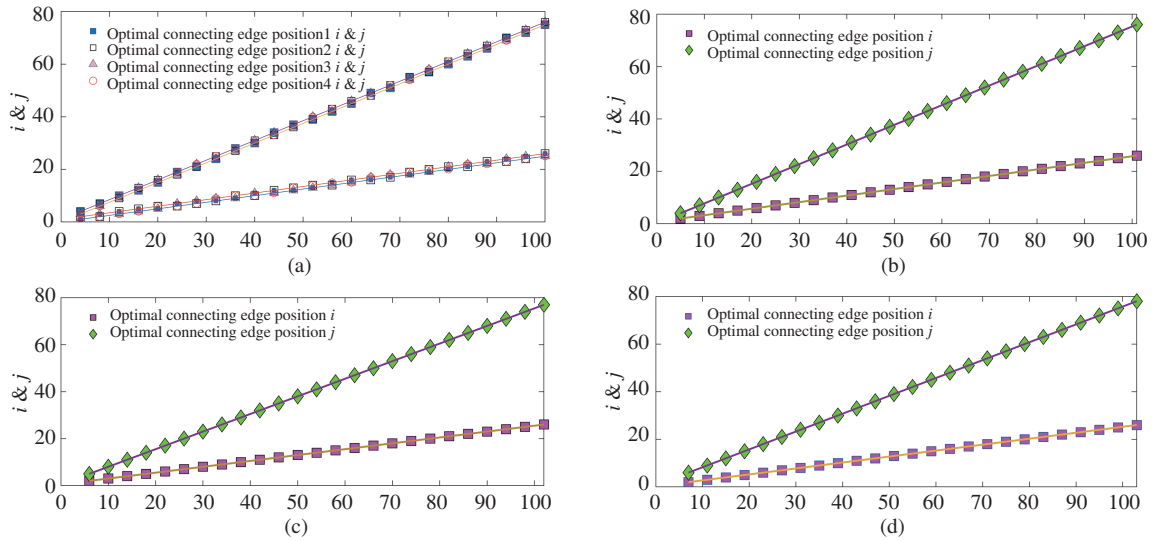 80
60
40
20
0
i & j
Optimal connecting edge position1 i & j
Optimal connecting edge position2 i & j
Optimal connecting edge position3 i & j
Optimal connecting edge position4 i & j
0 10 20 30 40 50 60 70 80 90 100
(a)
80
60
40
20
0
i & j
Optimal connecting edge position i
Optimal connecting edge position j
0 10 20 30 40 50 60 70 80 90 100
(b)
80
60
40
20
0
i & j
Optimal connecting edge position i
Optimal connecting edge position j
0 10 20 30 40 50 60 70 80 90 100
(c)
80
60
40
20
0
i & j
Optimal connecting edge position i
Optimal connecting edge position j
0 10 20 30 40 50 60 70 80 90 100
(d)